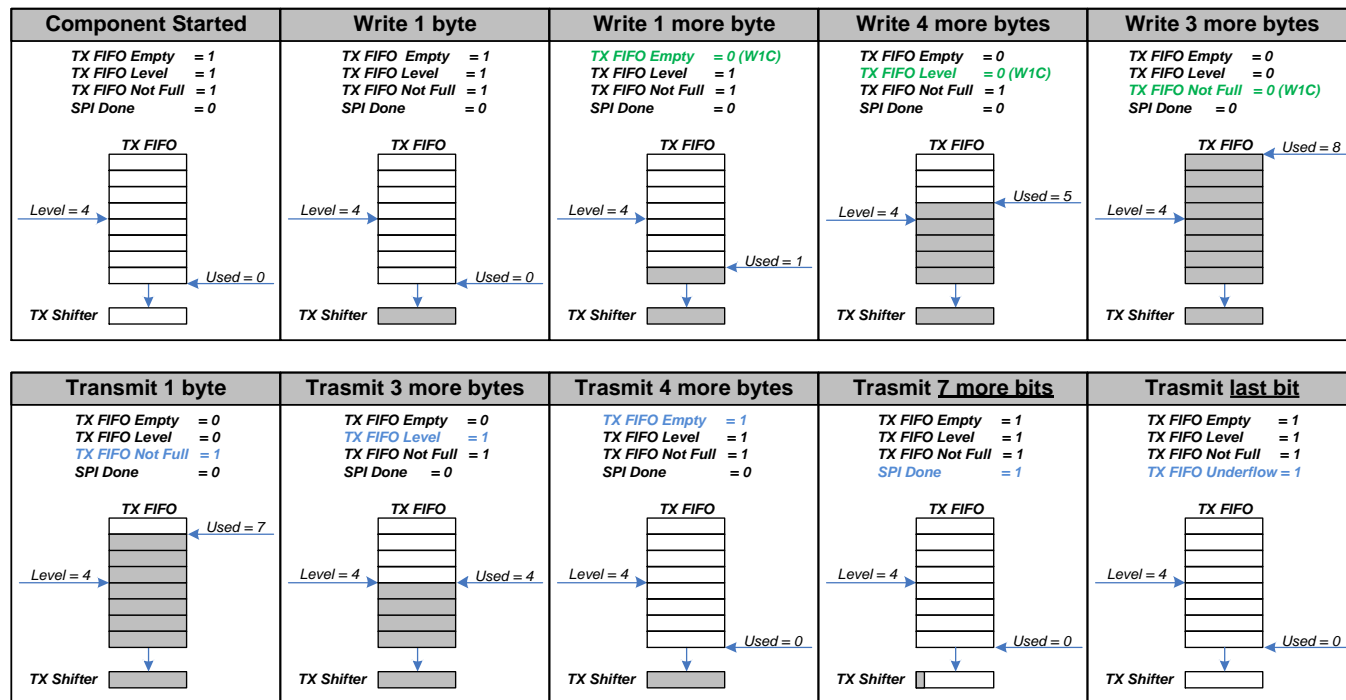 Component Started
TX FIFO Empty = 1
TX FIFO Level = 1
TX FIFO Not Full = 1
SPI Done = 0
TX FIFO
Level = 4
Used = 0
TX Shifter
Write 1 byte
TX FIFO Empty = 1
TX FIFO Level = 1
TX FIFO Not Full = 1
SPI Done = 0
TX FIFO
Level = 4
Used = 0
TX Shifter
Write 1 more byte
TX FIFO Empty = 0 (W1C)
TX FIFO Level = 1
TX FIFO Not Full = 1
SPI Done = 0
TX FIFO
Level = 4
Used = 1
TX Shifter
Write 4 more bytes
TX FIFO Empty = 0
TX FIFO Level = 0 (W1C)
TX FIFO Not Full = 1
SPI Done = 0
TX FIFO
Used = 5
Level = 4
TX Shifter
Write 3 more bytes
TX FIFO Empty = 0
TX FIFO Level = 0
TX FIFO Not Full = 0 (W1C)
SPI Done = 0
TX FIFO
Used = 8
Level = 4
TX Shifter
Transmit 1 byte
TX FIFO Empty = 0
TX FIFO Level = 0
TX FIFO Not Full = 1
SPI Done = 0
TX FIFO
Used = 7
Level = 4
TX Shifter
Trasmit 3 more bytes
TX FIFO Empty = 0
TX FIFO Level = 1
TX FIFO Not Full = 1
SPI Done = 0
TX FIFO
Level = 4
Used = 4
TX Shifter
Trasmit 4 more bytes
TX FIFO Empty = 1
TX FIFO Level = 1
TX FIFO Not Full = 1
SPI Done = 0
TX FIFO
Level = 4
Used = 0
TX Shifter
Trasmit 7 more bits
TX FIFO Empty = 1
TX FIFO Level = 1
TX FIFO Not Full = 1
SPI Done = 1
TX FIFO
Level = 4
Used = 0
TX Shifter
Trasmit last bit
TX FIFO Empty = 1
TX FIFO Level = 1
TX FIFO Not Full = 1
TX FIFO Underflow = 1
TX FIFO
Level = 4
Used = 0
TX Shifter